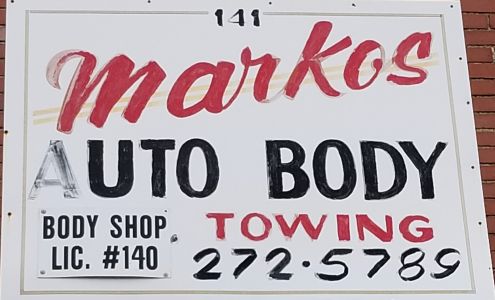 141
Markos
AUTO BODY
BODY SHOP
LIC. #140
TOWING
272·5789